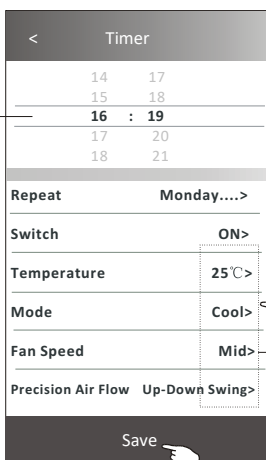 < Timer
14 17
15 18
16 : 19
17 20
18 21
Repeat Monday....>
Switch ON>
Temperature 25℃>
Mode Cool>
Fan Speed Mid>
Precision Air Flow Up-Down Swing>
Save